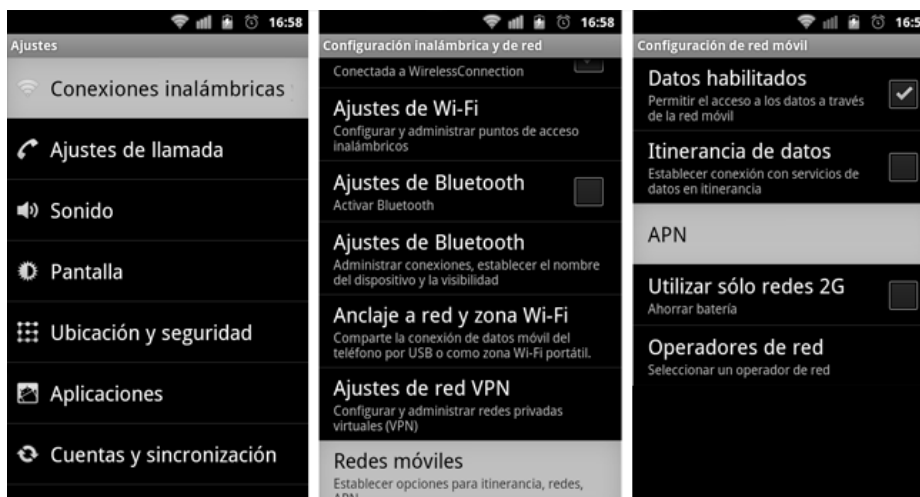 16:58
Ajustes
Conexiones inalámbricas
Ajustes de llamada
Sonido
Pantalla
Ubicación y seguridad
Aplicaciones
Cuentas y sincronización
16:58
Configuración inalámbrica y de red
Conectada a WirelessConnection
Ajustes de Wi-Fi
Configurar y administrar puntos de acceso
inalámbricos
Ajustes de Bluetooth
Activar Bluetooth
Ajustes de Bluetooth
Administrar conexiones, establecer el nombre
del dispositivo y la visibilidad
Anclaje a red y zona Wi-Fi
Comparte la conexión de datos móvil del
teléfono por USB o como zona Wi-Fi portátil.
Ajustes de red VPN
Configurar y administrar redes privadas
virtuales (VPN)
Redes móviles
Establecer opciones para itinerancia, redes,
APN
16:5
Configuración de red móvil
Datos habilitados
Permitir el acceso a los datos a través
de la red móvil
Itinerancia de datos
Establecer conexión con servicios de
datos en itinerancia
APN
Utilizar sólo redes 2G
Ahorrar batería
Operadores de red
Seleccionar un operador de red